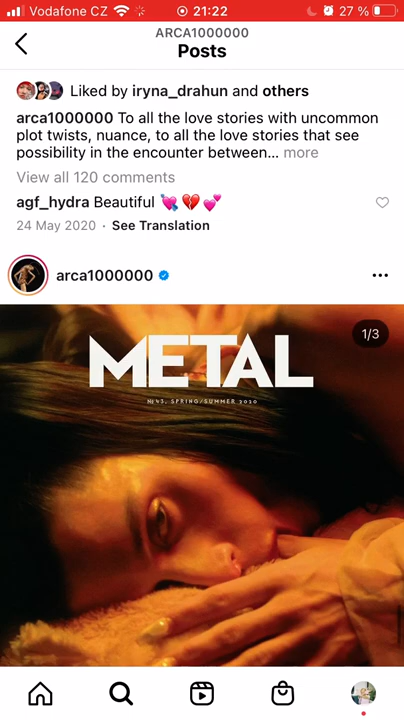 Vodafone CZ 21:22 27 %
ARCA1000000
Posts
Liked by iryna_drahun and others
arca1000000 To all the love stories with uncommon
plot twists, nuance, to all the love stories that see
possibility in the encounter between... more
View all 120 comments
agf_hydra Beautiful 💘💔💕
24 May 2020 · See Translation
arca1000000
1/3
METAL
Nº43. SPRING/SUMMER 2020